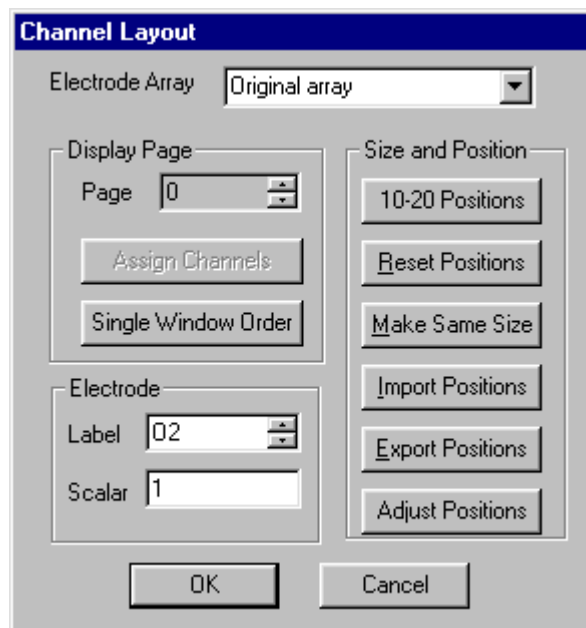 Channel Layout
Electrode Array Original array
Display Page
Page 0
Assign Channels
Single Window Order
Electrode
Label O2
Scalar 1
Size and Position
10-20 Positions
Reset Positions
Make Same Size
Import Positions
Export Positions
Adjust Positions
OK Cancel